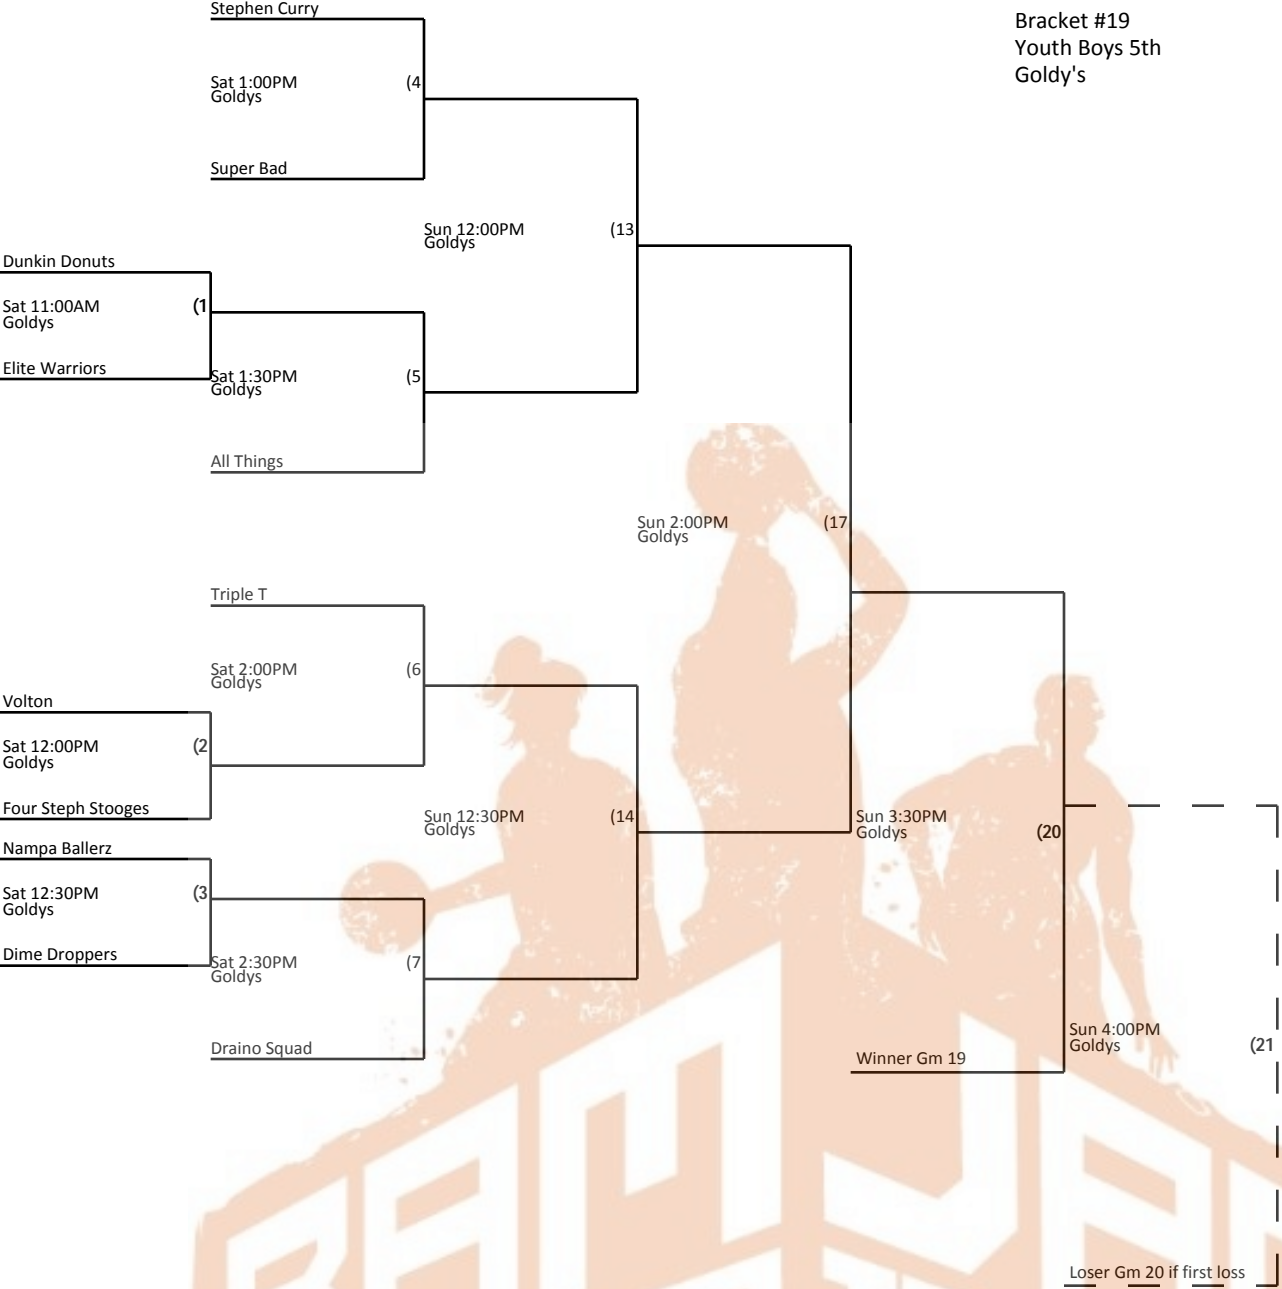 Stephen Curry
Bracket #19
Youth Boys 5th
Goldy's
Sat 1:00PM
Goldys
(4
Super Bad
Sun 12:00PM
Goldys
(13
Dunkin Donuts
Sat 11:00AM
Goldys
(1
Elite Warriors
Sat 1:30PM
Goldys
(5
All Things
Sun 2:00PM
Goldys
(17
Triple T
Sat 2:00PM
Goldys
(6
Volton
Sat 12:00PM
Goldys
(2
Four Steph Stooges
Sun 12:30PM
Goldys
(14
Sun 3:30PM
Goldys
(20
Nampa Ballerz
Sat 12:30PM
Goldys
(3
Dime Droppers
Sat 2:30PM
Goldys
(7
Draino Squad
Sun 4:00PM
Goldys
(21
Winner Gm 19
Loser Gm 20 if first loss